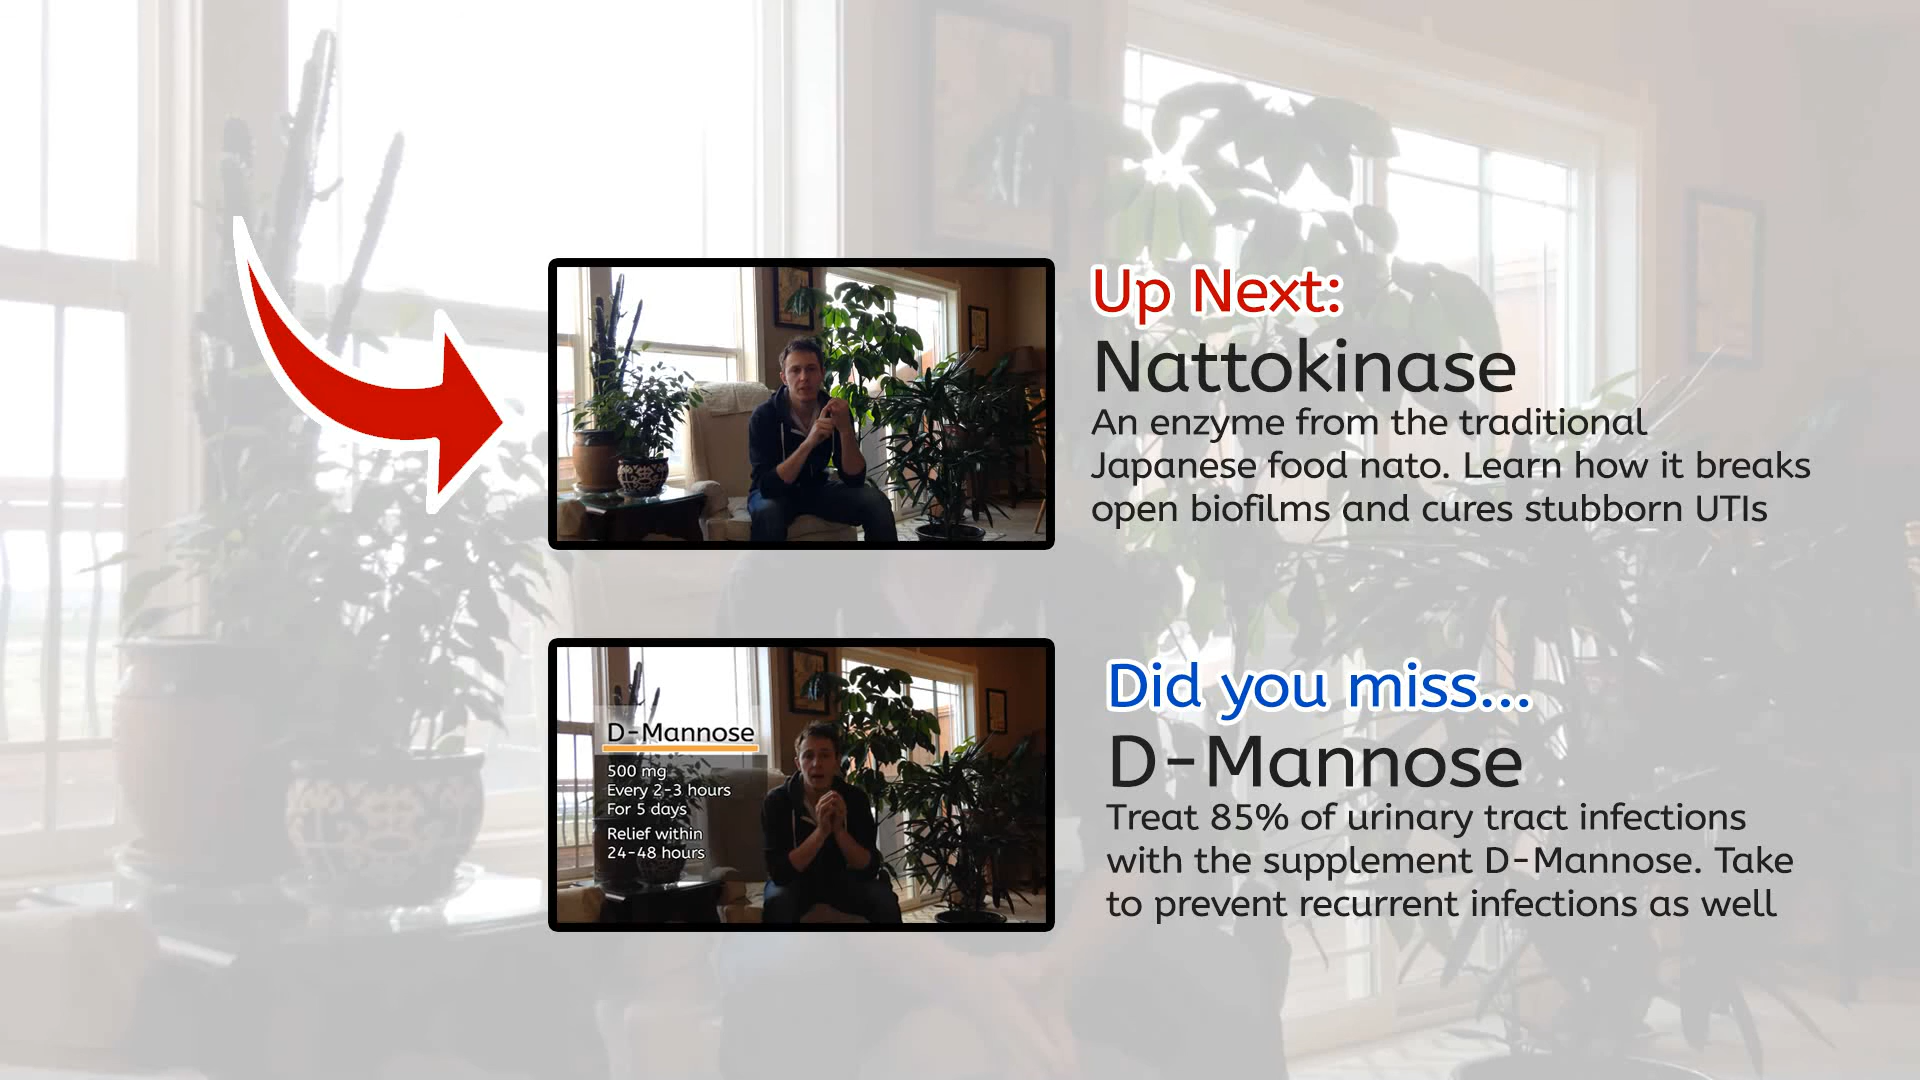 Up Next:
Nattokinase
An enzyme from the traditional
Japanese food nato. Learn how it breaks
open biofilms and cures stubborn UTIs
D-Mannose
500 mg
Every 2-3 hours
For 5 days
Relief within
24-48 hours
Did you miss...
D-Mannose
Treat 85% of urinary tract infections
with the supplement D-Mannose. Take
to prevent recurrent infections as well